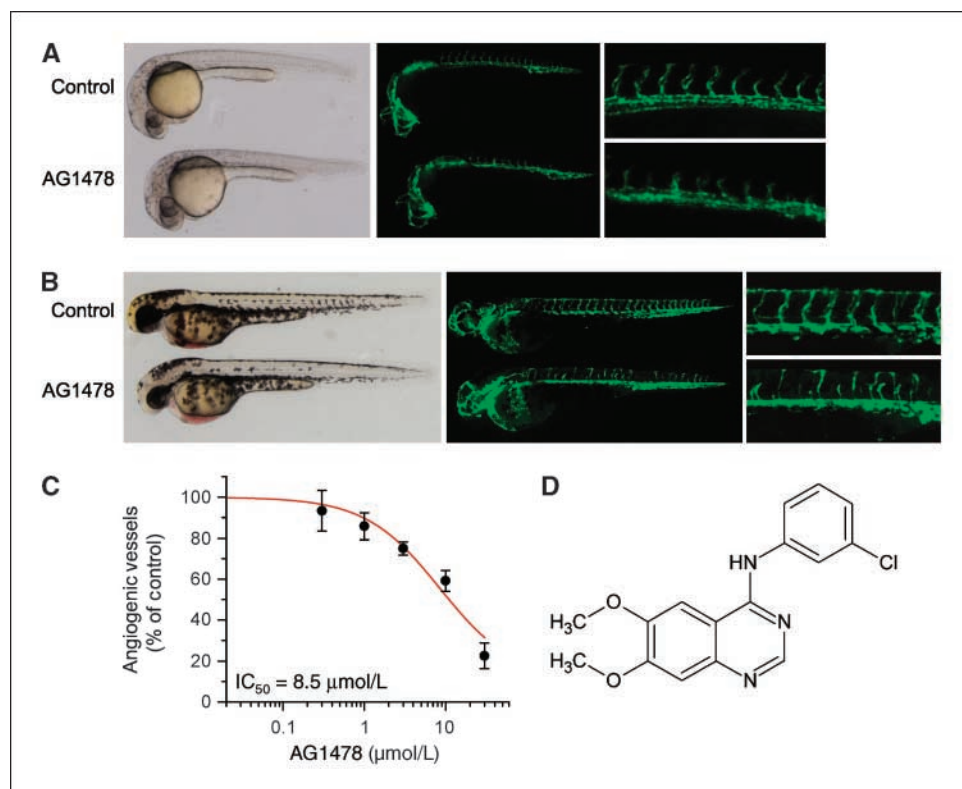 A
Control
AG1478
B
Control
AG1478
C
Angiogenic vessels
(% of control)
100
80
60
40
20
0
IC₅₀ = 8.5 µmol/L
0.1
1
10
AG1478 (µmol/L)
D
HN
Cl
O
H₃C
N
H₃C
O
N